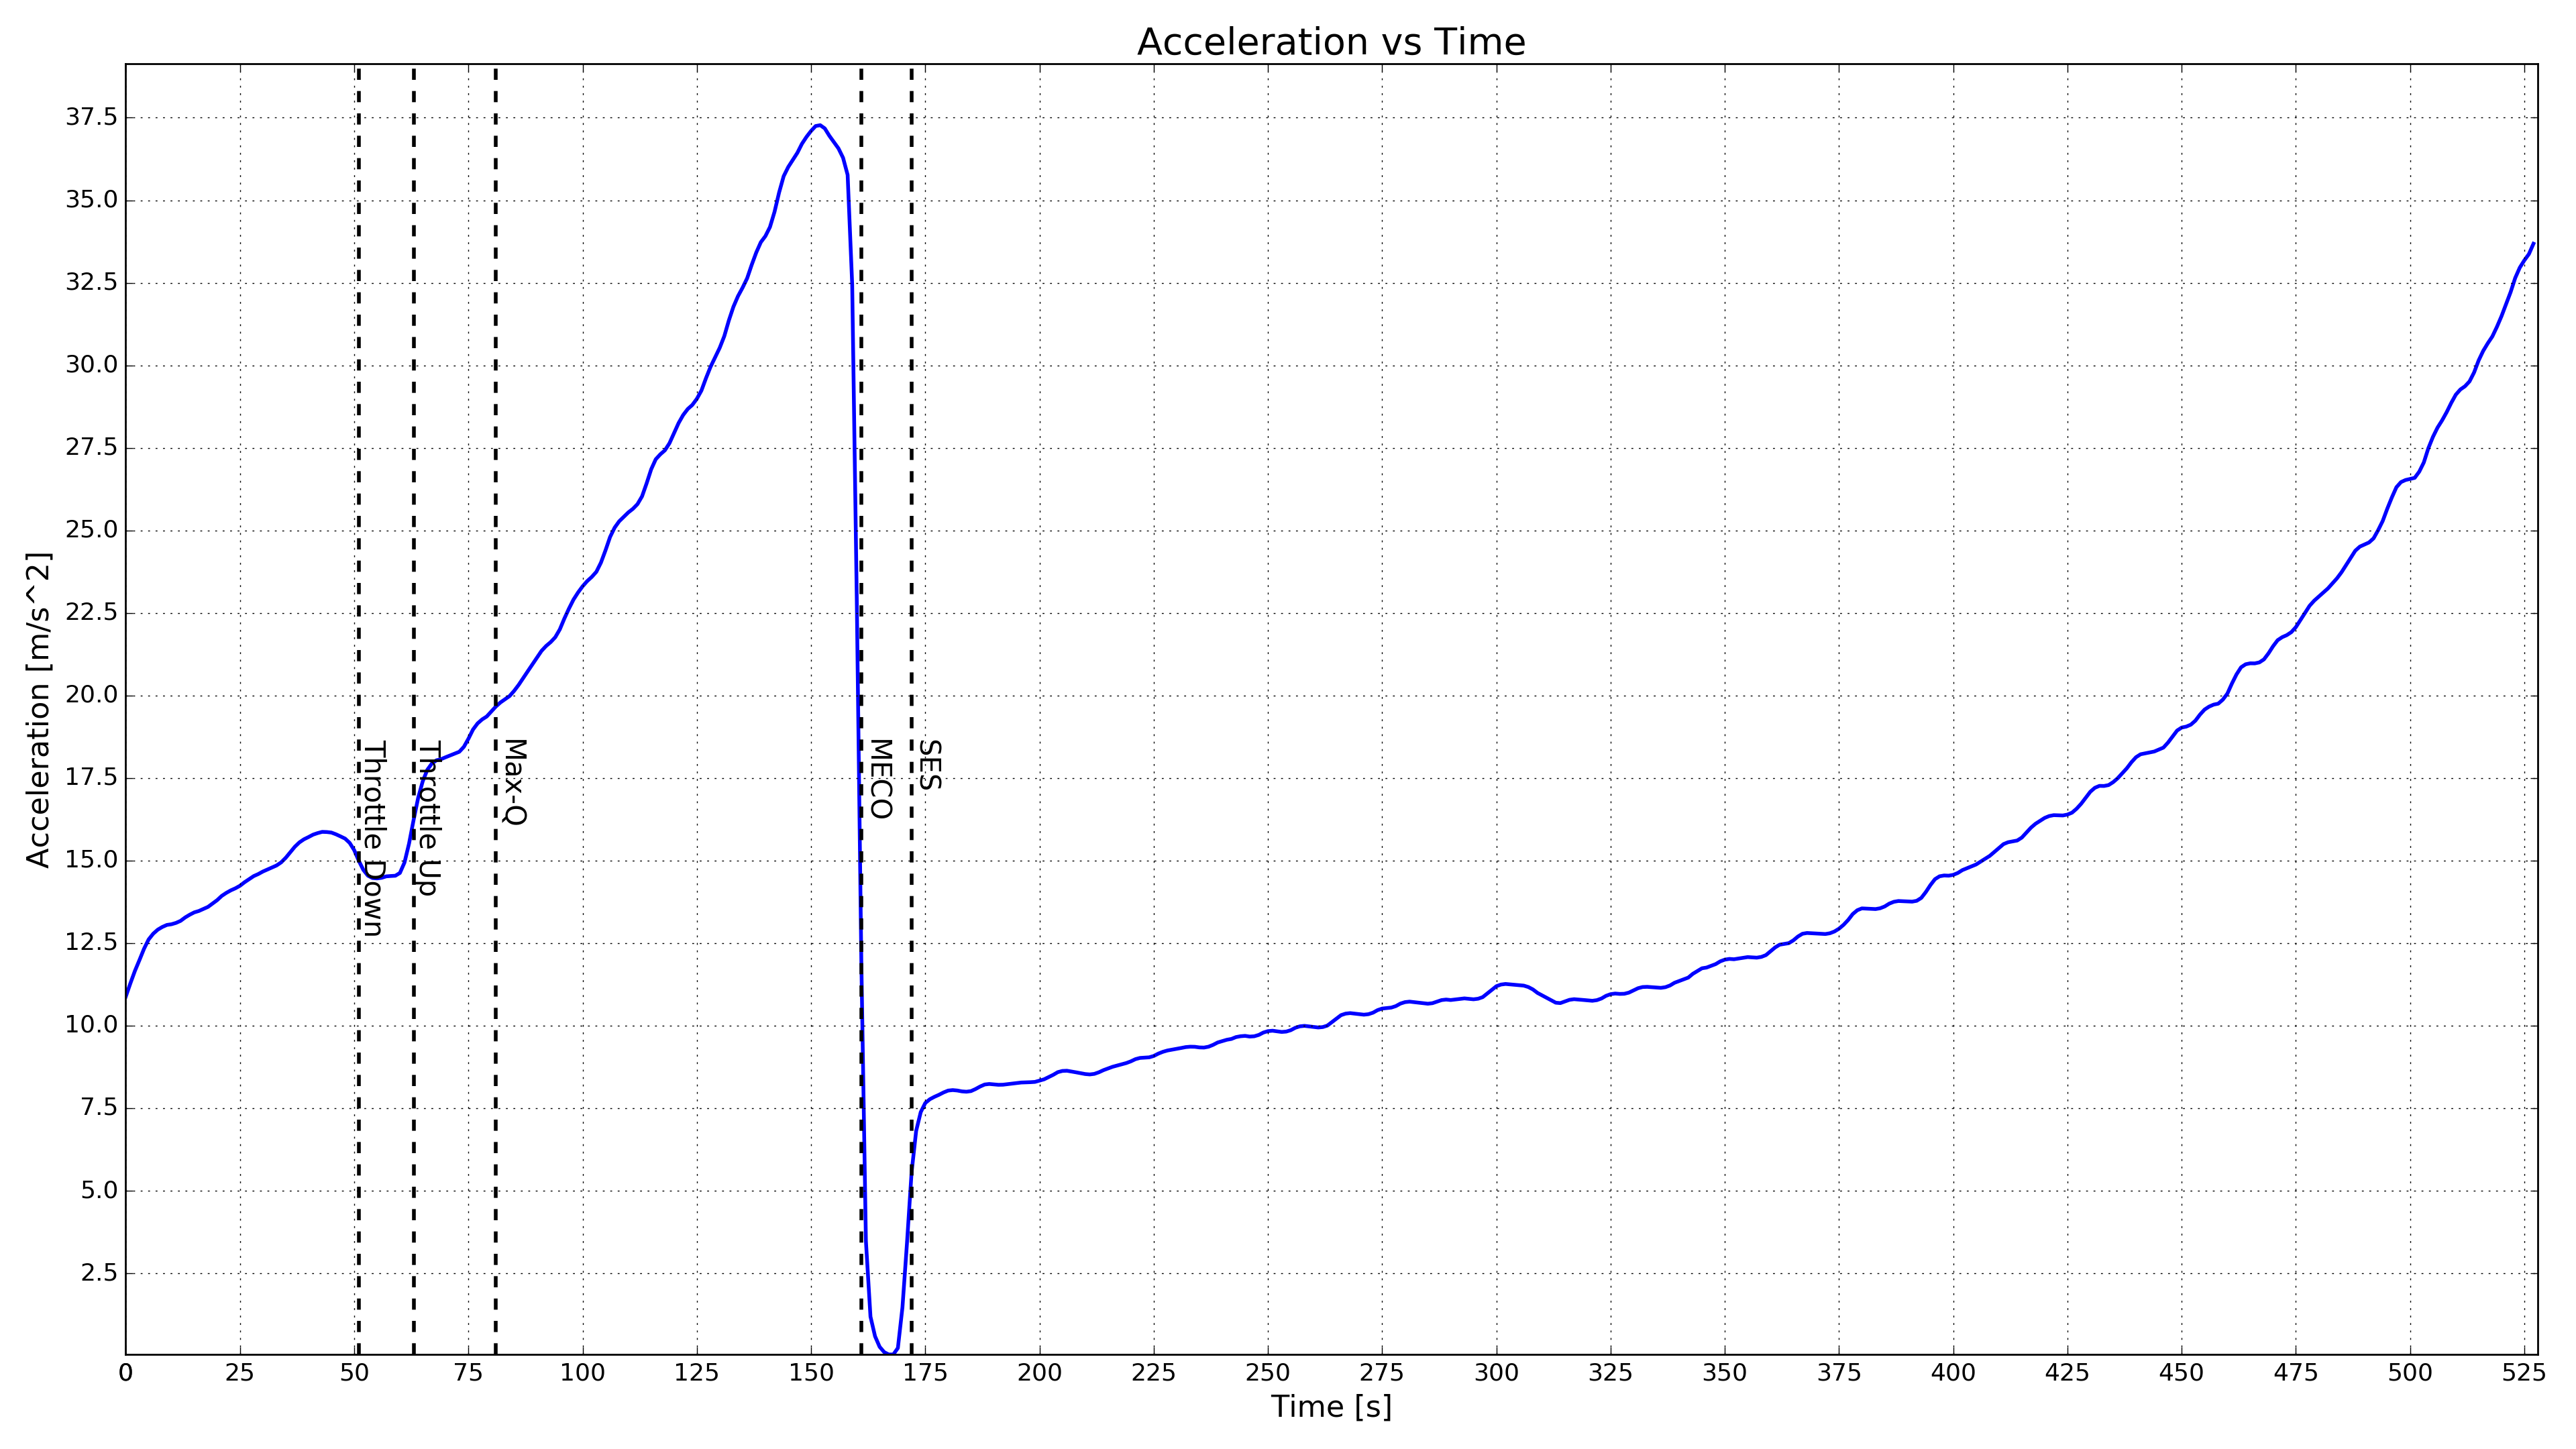 Acceleration vs Time
Acceleration [m/s^2]
37.5
35.0
32.5
30.0
27.5
25.0
22.5
20.0
17.5
15.0
12.5
10.0
7.5
5.0
2.5
Throttle Down
Throttle Up
Max-Q
MECO
SES
0 25 50 75 100 125 150 175 200 225 250 275 300 325 350 375 400 425 450 475 500 525
Time [s]